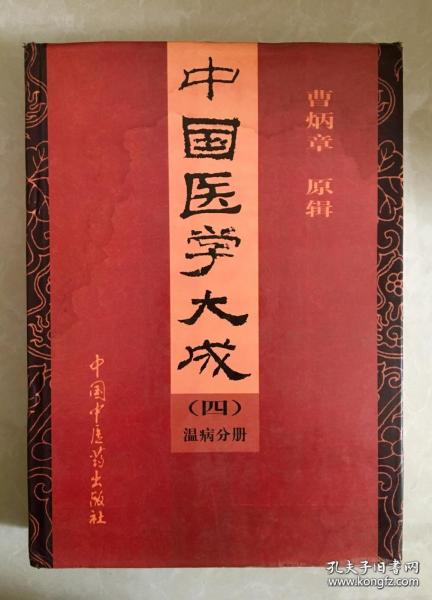 中国医学大成
(四)
温病分册
曹炳章 原辑
中国中医药出版社
孔夫子旧书网
www.kongfz.com